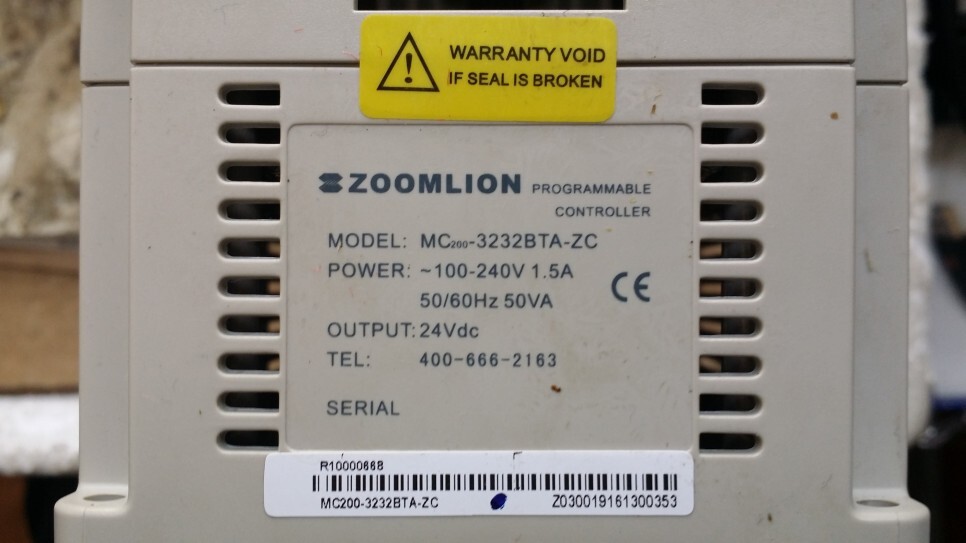 WARRANTY VOID
IF SEAL IS BROKEN
ZOOMLION PROGRAMMABLE
CONTROLLER
MODEL: MC200-3232BTA-ZC
POWER: ~100-240V 1.5A
50/60Hz 50VA
CE
OUTPUT: 24Vdc
TEL: 400-666-2163
SERIAL
R10000668
MC200-3232BTA-ZC Z030019161300353